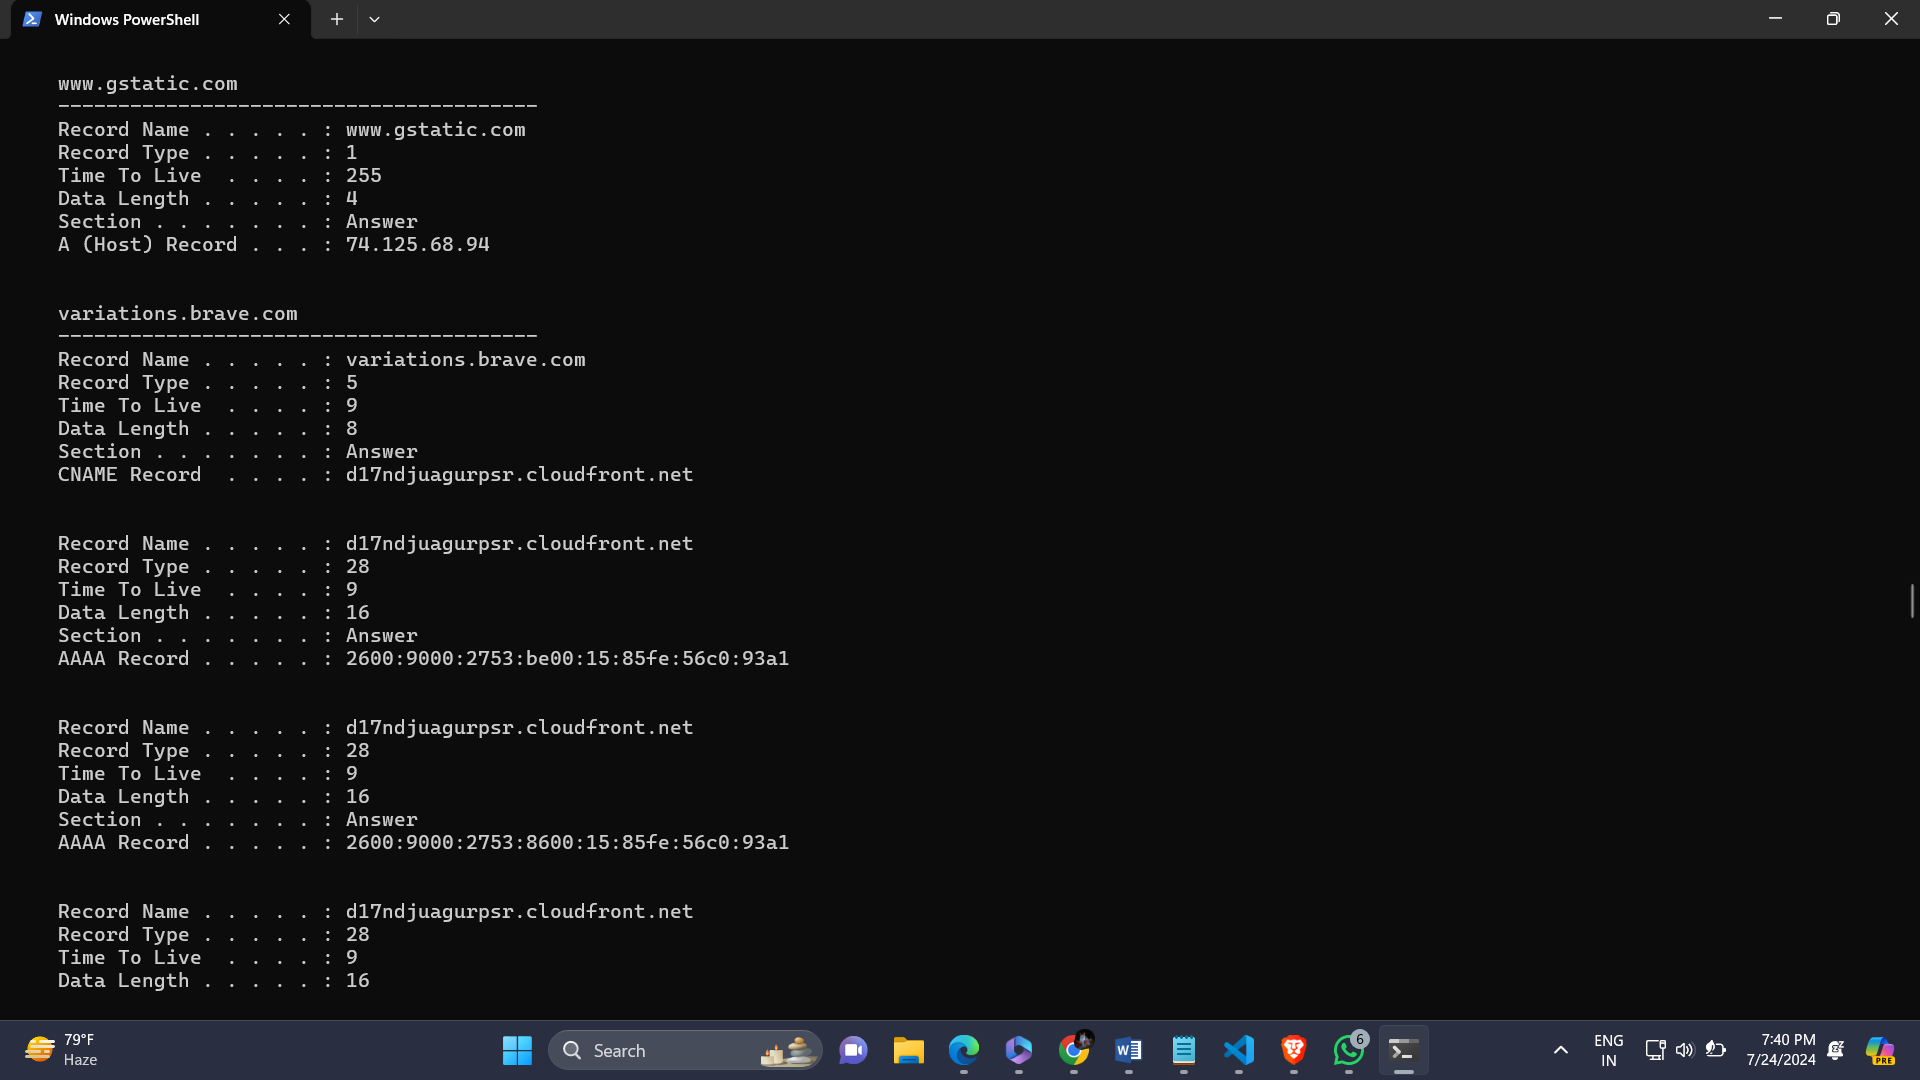 Windows PowerShell
www.gstatic.com
----------------------------------------
Record Name . . . . . : www.gstatic.com
Record Type . . . . . : 1
Time To Live  . . . . : 255
Data Length . . . . . : 4
Section . . . . . . . : Answer
A (Host) Record . . . : 74.125.68.94
variations.brave.com
----------------------------------------
Record Name . . . . . : variations.brave.com
Record Type . . . . . : 5
Time To Live  . . . . : 9
Data Length . . . . . : 8
Section . . . . . . . : Answer
CNAME Record  . . . . : d17ndjuagurpsr.cloudfront.net
Record Name . . . . . : d17ndjuagurpsr.cloudfront.net
Record Type . . . . . : 28
Time To Live  . . . . : 9
Data Length . . . . . : 16
Section . . . . . . . : Answer
AAAA Record . . . . . : 2600:9000:2753:be00:15:85fe:56c0:93a1
Record Name . . . . . : d17ndjuagurpsr.cloudfront.net
Record Type . . . . . : 28
Time To Live  . . . . : 9
Data Length . . . . . : 16
Section . . . . . . . : Answer
AAAA Record . . . . . : 2600:9000:2753:8600:15:85fe:56c0:93a1
Record Name . . . . . : d17ndjuagurpsr.cloudfront.net
Record Type . . . . . : 28
Time To Live  . . . . : 9
Data Length . . . . . : 16
79°F
Haze
Search
W
6
ENG
IN
7:40 PM
7/24/2024
PRE